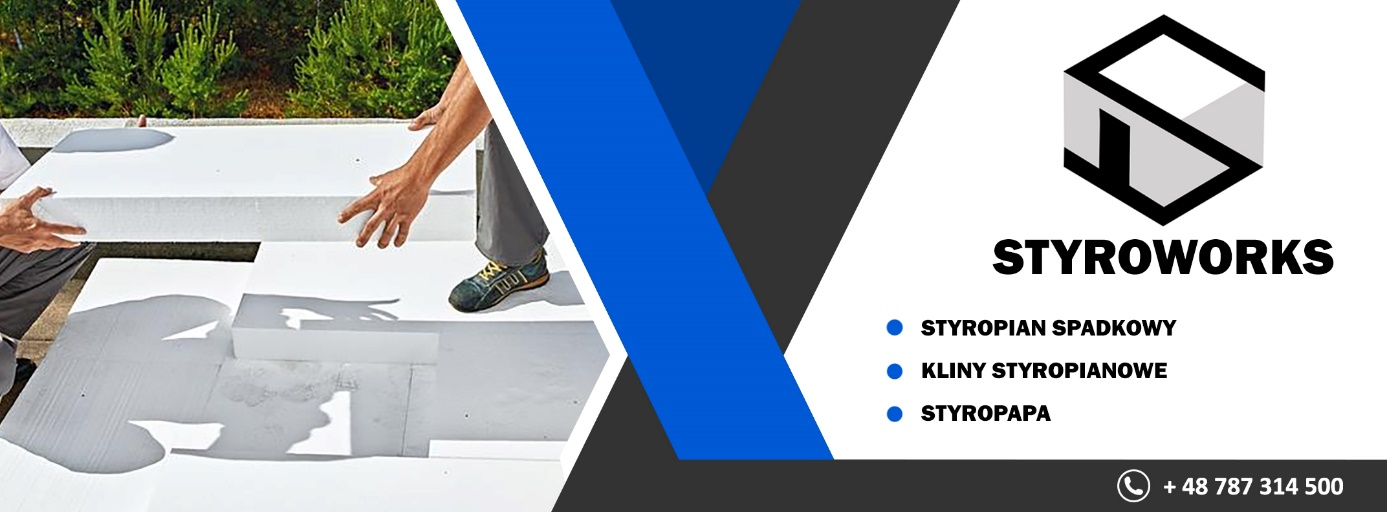 STYROWORKS
STYROPIAN SPADKOWY
KLINY STYROPIANOWE
STYROPAPA
+ 48 787 314 500